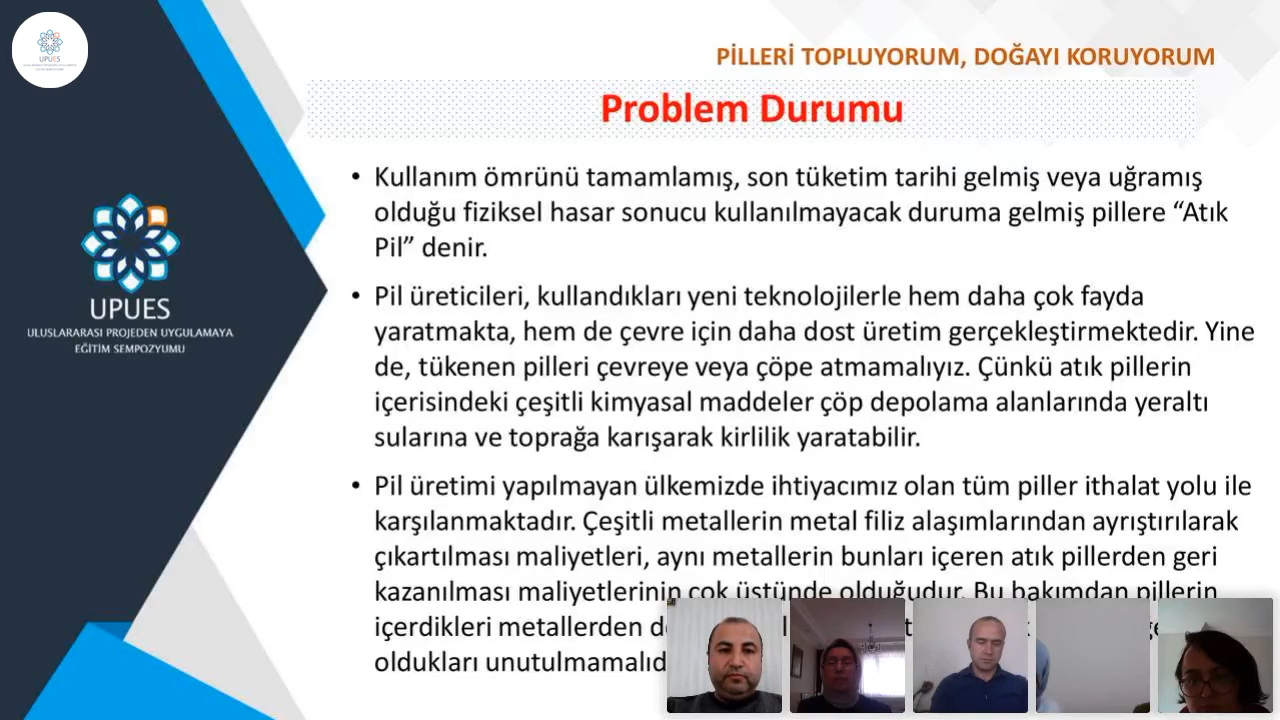 UPUES
PİLLERİ TOPLUYORUM, DOĞAYI KORUYORUM
Problem Durumu
• Kullanım ömrünü tamamlamış, son tüketim tarihi gelmiş veya uğramış
olduğu fiziksel hasar sonucu kullanılmayacak duruma gelmiş pillere “Atık
Pil” denir.
• Pil üreticileri, kullandıkları yeni teknolojilerle hem daha çok fayda
yaratmakta, hem de çevre için daha dost üretim gerçekleştirmektedir. Yine
de, tükenen pilleri çevreye veya çöpe atmamalıyız. Çünkü atık pillerin
içerisindeki çeşitli kimyasal maddeler çöp depolama alanlarında yeraltı
sularına ve toprağa karışarak kirlilik yaratabilir.
• Pil üretimi yapılmayan ülkemizde ihtiyacımız olan tüm piller ithalat yolu ile
karşılanmaktadır. Çeşitli metallerin metal filiz alaşımlarından ayrıştırılarak
çıkartılması maliyetleri, aynı metallerin bunları içeren atık pillerden geri
kazanılması maliyetlerinin çok üstünde olduğudur. Bu bakımdan pillerin
içerdikleri metallerden
oldukları
UPUES
ULUSLARARASI PROJEDEN UYGULAMAYA
EĞİTİM SEMPOZYUMU